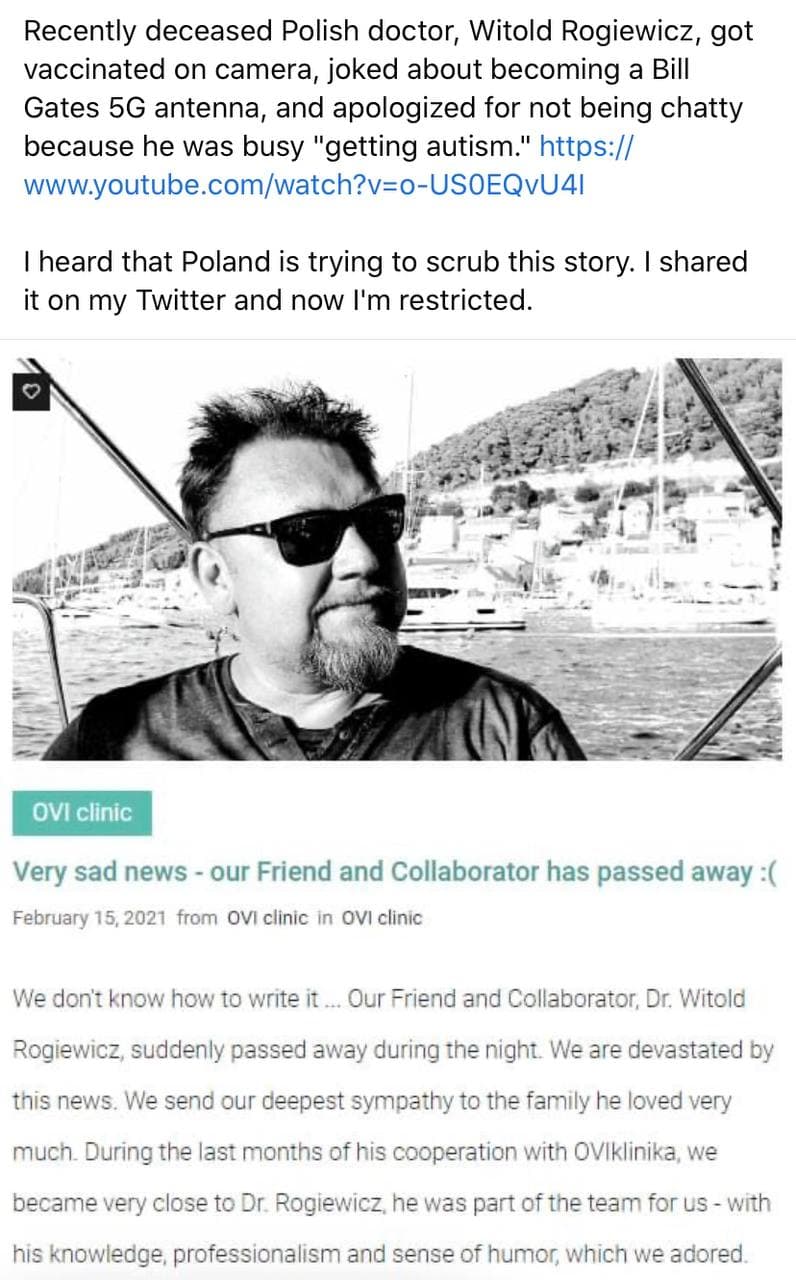 Recently deceased Polish doctor, Witold Rogiewicz, got
vaccinated on camera, joked about becoming a Bill
Gates 5G antenna, and apologized for not being chatty
because he was busy "getting autism." https://
www.youtube.com/watch?v=o-US0EQvU4I
I heard that Poland is trying to scrub this story. I shared
it on my Twitter and now I'm restricted.
OVI clinic
Very sad news - our Friend and Collaborator has passed away :(
February 15, 2021 from OVI clinic in OVI clinic
We don't know how to write it ... Our Friend and Collaborator, Dr. Witold
Rogiewicz, suddenly passed away during the night. We are devastated by
this news. We send our deepest sympathy to the family he loved very
much. During the last months of his cooperation with OVIklinika, we
became very close to Dr. Rogiewicz, he was part of the team for us - with
his knowledge, professionalism and sense of humor, which we adored.